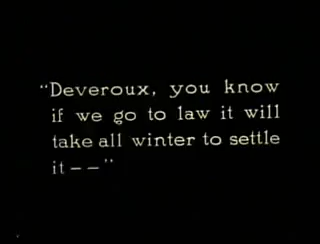 "Deveroux, you know
if we go to law it will
take all winter to settle
it – –"